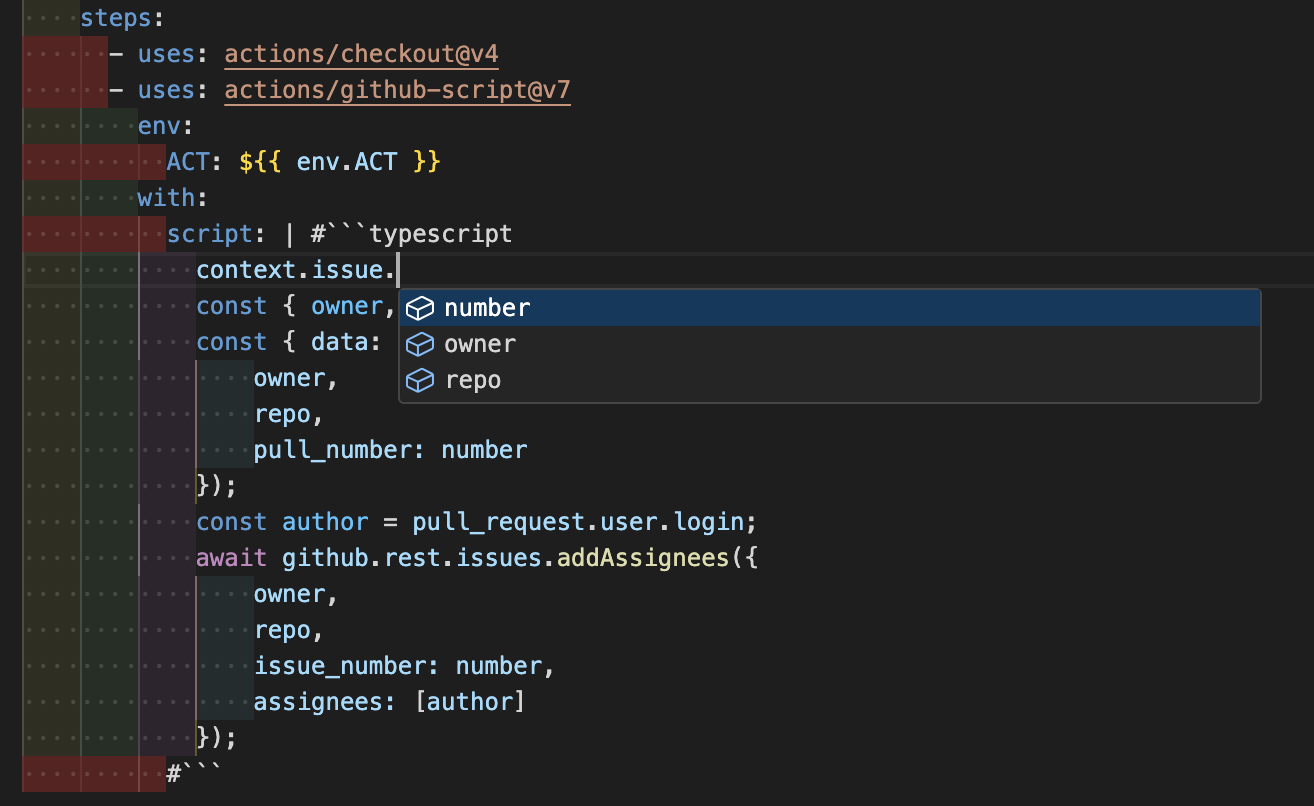 steps:
- uses: actions/checkout@v4
- uses: actions/github-script@v7
env:
ACT: ${{ env.ACT }}
with:
script: | #```typescript
context.issue.
const { owner,
number
const { data:
owner
owner,
repo
repo,
pull_number: number
});
const author = pull_request.user.login;
await github.rest.issues.addAssignees({
owner,
repo,
issue_number: number,
assignees: [author]
});
#```